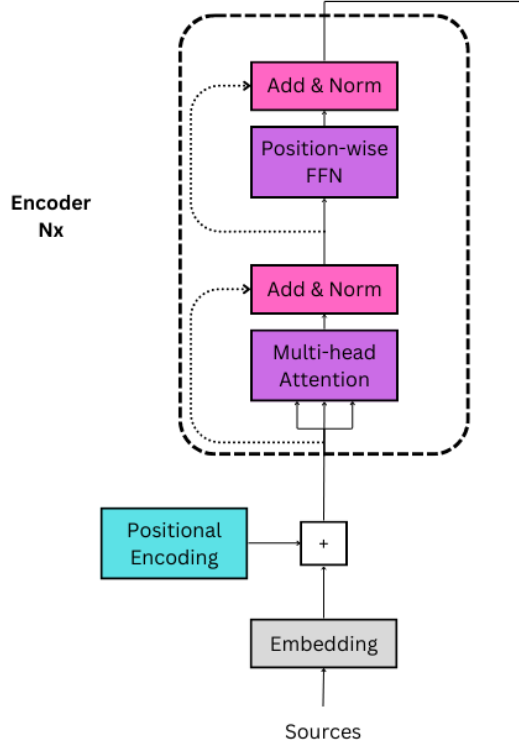 Add & Norm
Position-wise
FFN
Encoder
Nx
Add & Norm
Multi-head
Attention
Positional
Encoding
+
Embedding
Sources